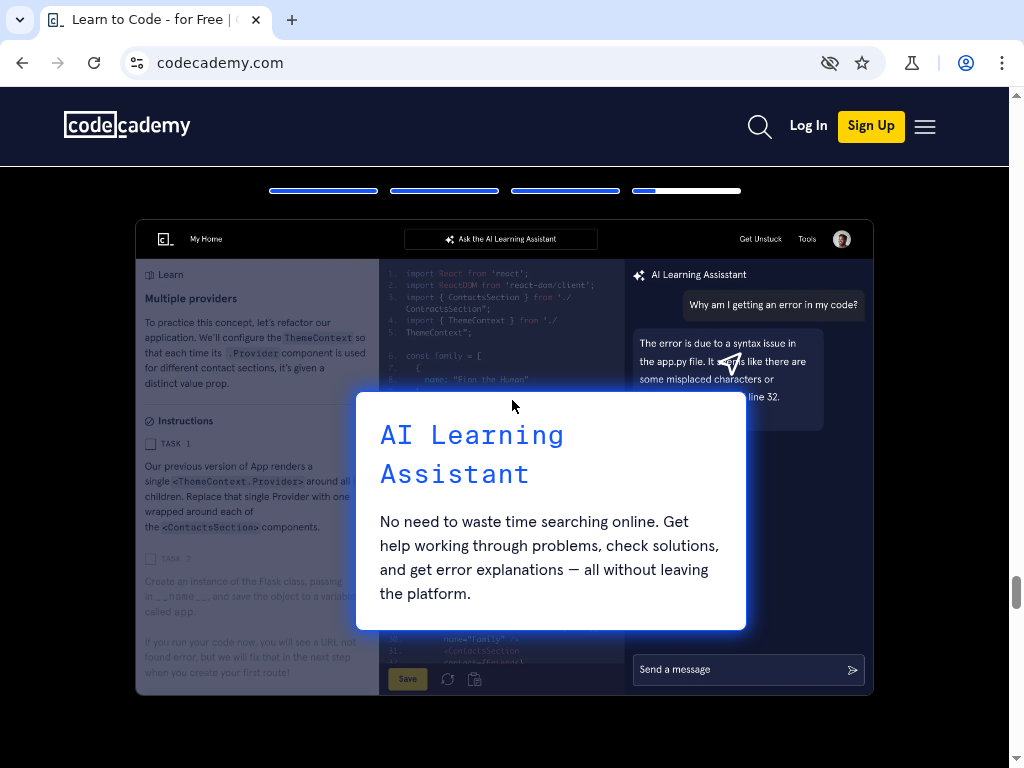 Learn to Code - for Free |
codecademy.com
codecademy
Log In
Sign Up
My Home
Ask the AI Learning Assistant
Get Unstuck
Tools
Learn
Multiple providers
To practice this concept, let's refactor our
application. We'll configure the ThemeContext so
that each time its .Provider component is used
for different contact sections, it's given a
distinct value prop.
Instructions
TASK 1
Our previous version of App renders a
single <ThemeContext.Provider> around all
children. Replace that single Provider with one
wrapped around each of
the <ContactsSection> components.
Create an instance of the Flask class, passing
in __name__, and save the object to a variable
called app.
If you run your code now, you will see a URL not
found error, but we will fix that in the next step
when you create your first route!
1. import React from 'react';
2. import ReactDOM from 'react-dom/client';
3. import { ContactsSection } from './
ContractsSection";
4. import { ThemeContext } from './
5. ThemeContext";
6. const family = [
7. {
8. name: "Finn the Human"
30. name="family" />
31. <ContactsSection
Save
AI Learning Assistant
Why am I getting an error in my code?
The error is due to a syntax issue in
the app.py file. It seems like there are
some misplaced characters or
line 32.
Send a message
AI Learning
Assistant
No need to waste time searching online. Get
help working through problems, check solutions,
and get error explanations — all without leaving
the platform.